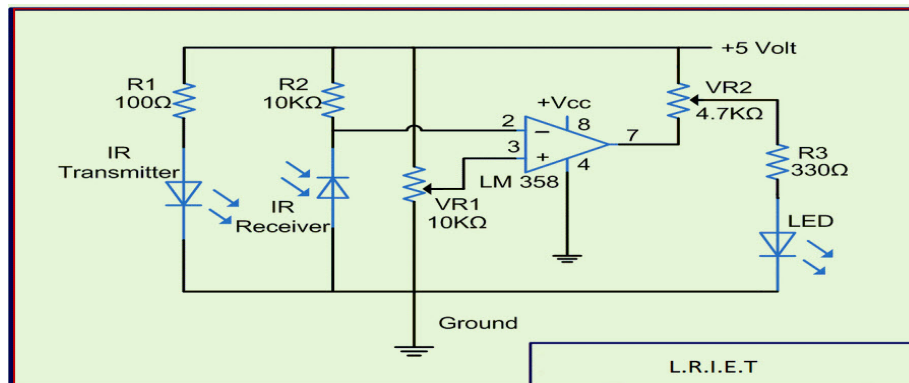 +5 Volt
R1
100Ω
R2
10KΩ
VR2
4.7KΩ
+Vcc
2
8
7
3
4
LM 358
R3
330Ω
IR
Transmitter
IR
Receiver
VR1
10KΩ
LED
Ground
L.R.I.E.T